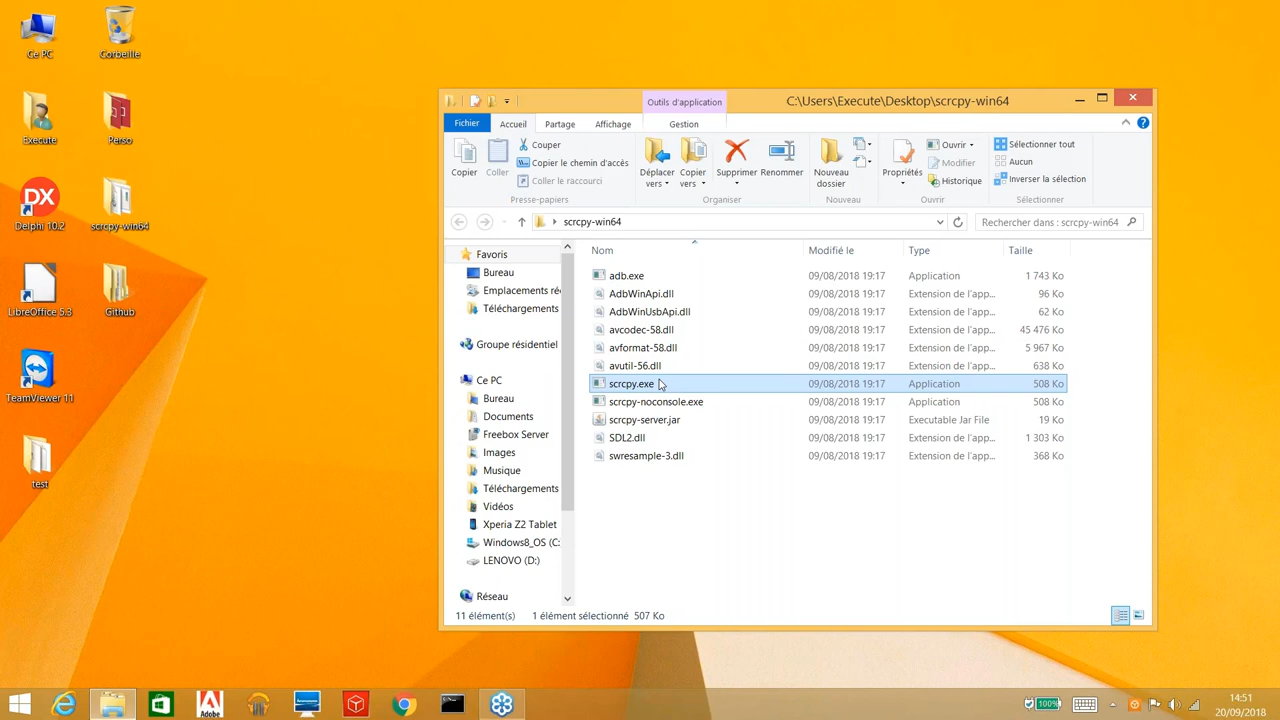 Ce PC
Corbeille
Execute
Perso
DX
Delphi 10.2
scrcpy-win64
LibreOffice 5.3
Github
TeamViewer 11
test
Outils d'application
C:\Users\Execute\Desktop\scrcpy-win64
Fichier
Accueil
Partage
Affichage
Gestion
Copier
Coller
Couper
Copier le chemin d'accès
Coller le raccourci
Presse-papiers
Déplacer vers
Copier vers
Supprimer
Renommer
Organiser
Nouveau dossier
Nouveau
Propriétés
Ouvrir
Modifier
Historique
Ouvrir
Sélectionner tout
Aucun
Inverser la sélection
Sélectionner
scrcpy-win64
Rechercher dans : scrcpy-win64
Favoris
Bureau
Emplacements ré
Téléchargements
Groupe résidentiel
Ce PC
Bureau
Documents
Freebox Server
Images
Musique
Téléchargements
Vidéos
Xperia Z2 Tablet
Windows8_OS (C:
LENOVO (D:)
Réseau
Nom Modifié le Type Taille
adb.exe 09/08/2018 19:17 Application 1 743 Ko
AdbWinApi.dll 09/08/2018 19:17 Extension de l'app... 96 Ko
AdbWinUsbApi.dll 09/08/2018 19:17 Extension de l'app... 62 Ko
avcodec-58.dll 09/08/2018 19:17 Extension de l'app... 45 476 Ko
avformat-58.dll 09/08/2018 19:17 Extension de l'app... 5 967 Ko
avutil-56.dll 09/08/2018 19:17 Extension de l'app... 638 Ko
scrcpy.exe 09/08/2018 19:17 Application 508 Ko
scrcpy-noconsole.exe 09/08/2018 19:17 Application 508 Ko
scrcpy-server.jar 09/08/2018 19:17 Executable Jar File 19 Ko
SDL2.dll 09/08/2018 19:17 Extension de l'app... 1 303 Ko
swresample-3.dll 09/08/2018 19:17 Extension de l'app... 368 Ko
11 élément(s) 1 élément sélectionné 507 Ko
Adobe
100%
14:51
20/09/2018